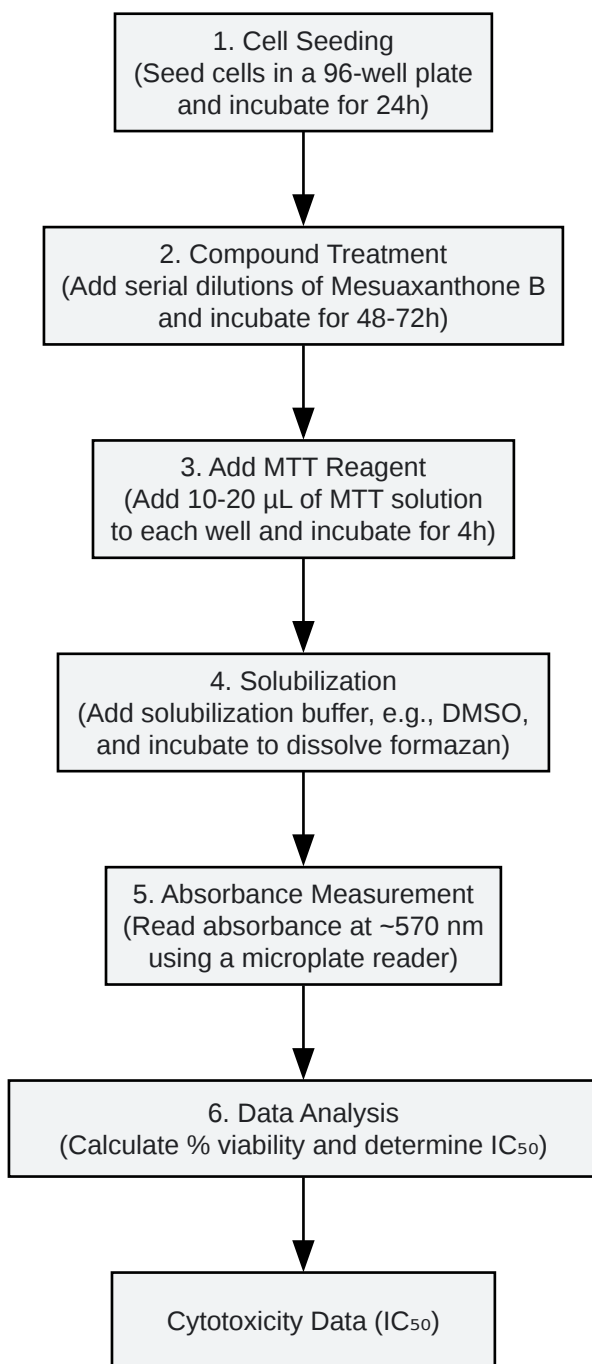 1. Cell Seeding
(Seed cells in a 96-well plate
and incubate for 24h)
2. Compound Treatment
(Add serial dilutions of Mesuaxanthone B
and incubate for 48-72h)
3. Add MTT Reagent
(Add 10-20 µL of MTT solution
to each well and incubate for 4h)
4. Solubilization
(Add solubilization buffer, e.g., DMSO,
and incubate to dissolve formazan)
5. Absorbance Measurement
(Read absorbance at ~570 nm
using a microplate reader)
6. Data Analysis
(Calculate % viability and determine IC₅₀)
Cytotoxicity Data (IC₅₀)